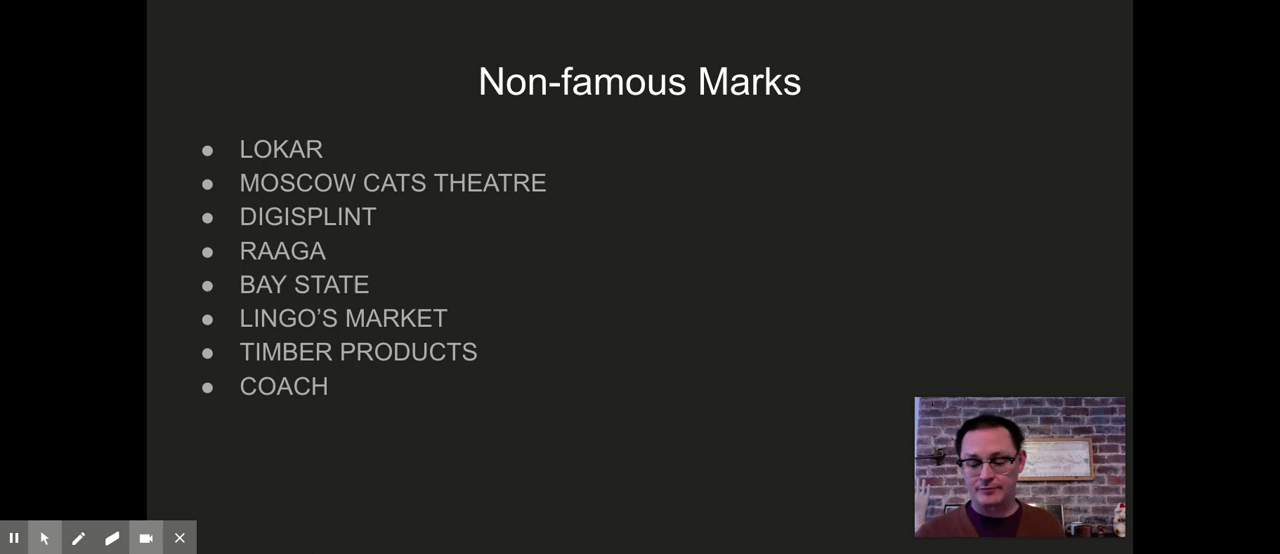 Non-famous Marks
● LOKAR
● MOSCOW CATS THEATRE
● DIGISPLINT
● RAAGA
● BAY STATE
● LINGO’S MARKET
● TIMBER PRODUCTS
● COACH